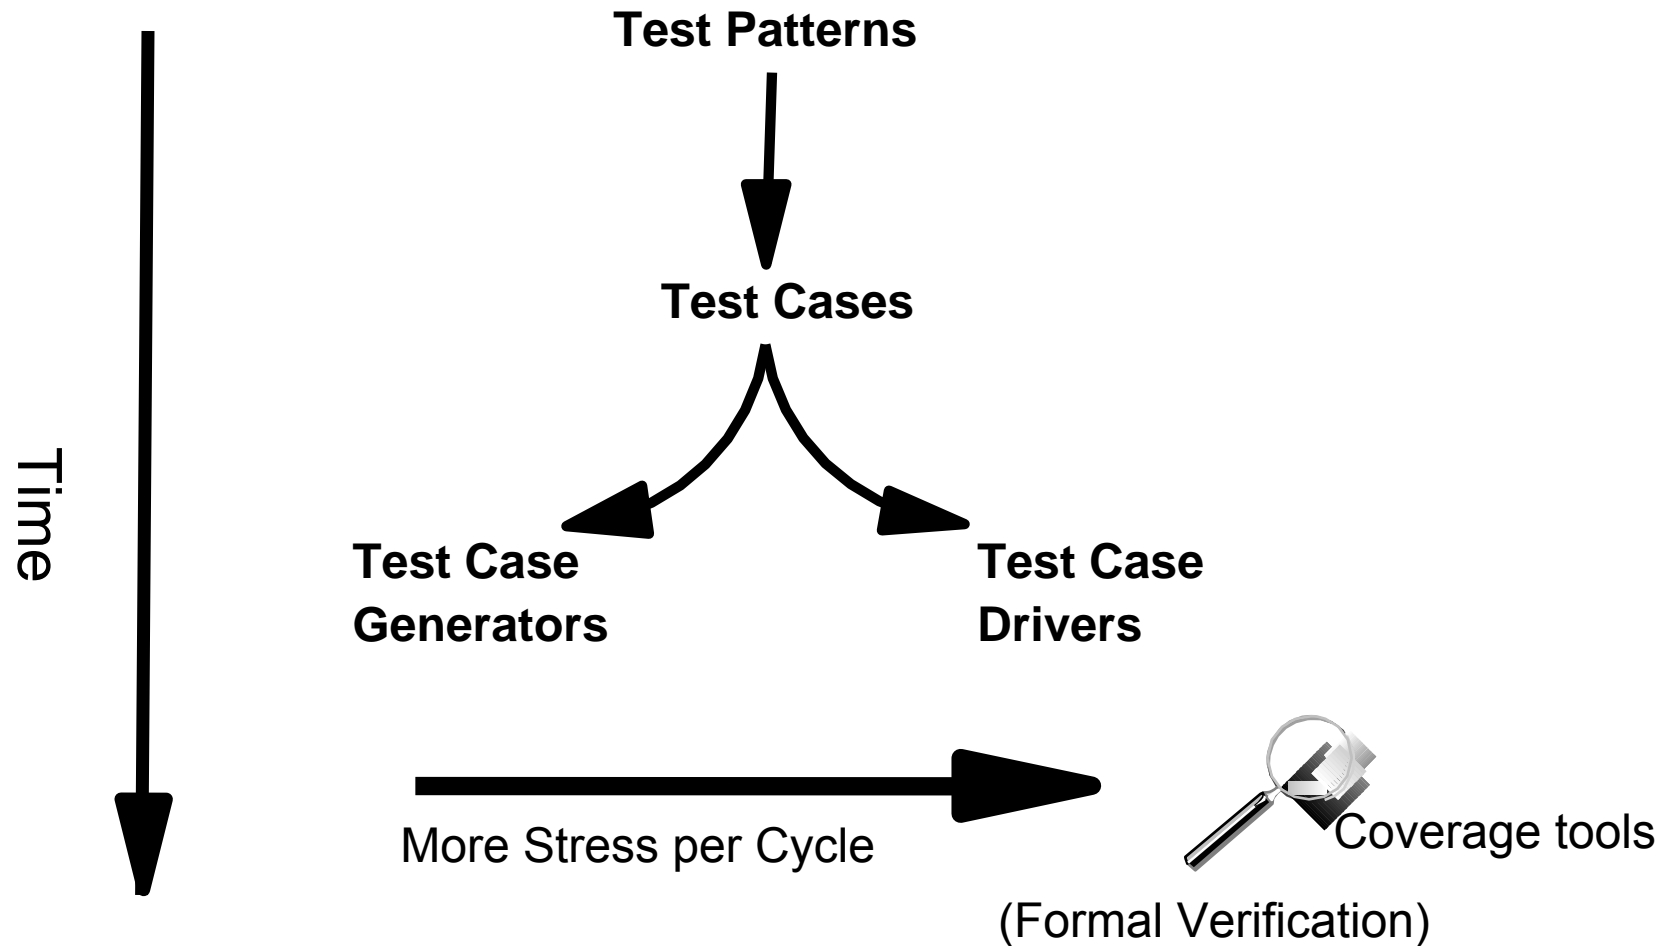 Test Patterns
Test Cases
Time
Test Case
Generators
Test Case
Drivers
More Stress per Cycle
Coverage tools
(Formal Verification)